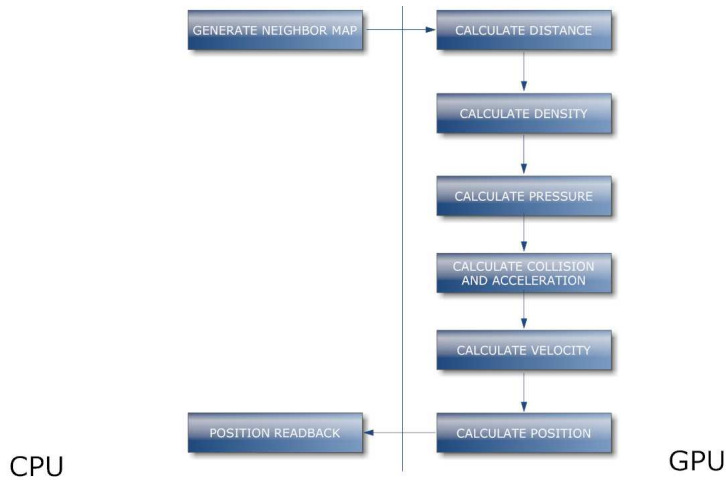 GENERATE NEIGHBOR MAP
CALCULATE DISTANCE
CALCULATE DENSITY
CALCULATE PRESSURE
CALCULATE COLLISION
AND ACCELERATION
CALCULATE VELOCITY
POSITION READBACK
CALCULATE POSITION
CPU
GPU